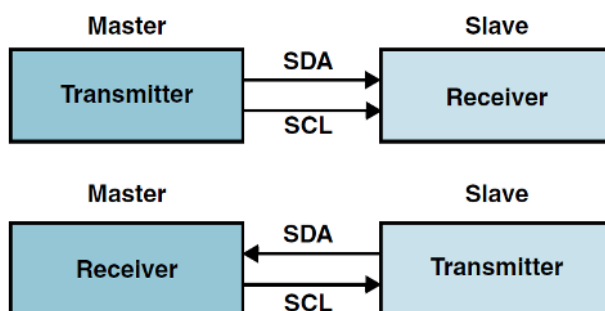 Master Slave
SDA
Transmitter Receiver
SCL
Master Slave
SDA
Receiver Transmitter
SCL